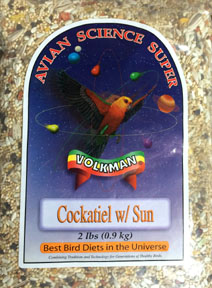 AVIAN SCIENCE SUPER
VOLKMAN
Cockatiel w/ Sun
2 lbs (0.9 kg)
Best Bird Diets in the Universe
Combining Tradition and Technology for Generations of Healthy Birds